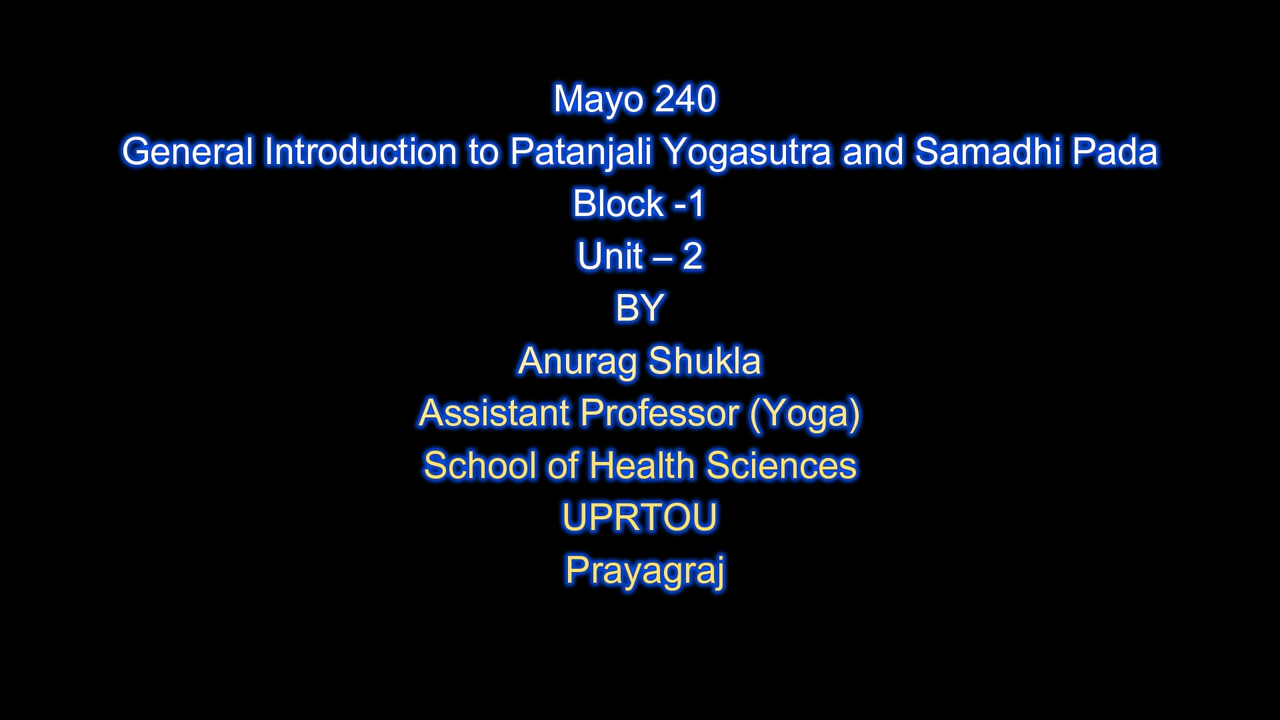 Mayo 240
General Introduction to Patanjali Yogasutra and Samadhi Pada
Block -1
Unit – 2
BY
Anurag Shukla
Assistant Professor (Yoga)
School of Health Sciences
UPRTOU
Prayagraj